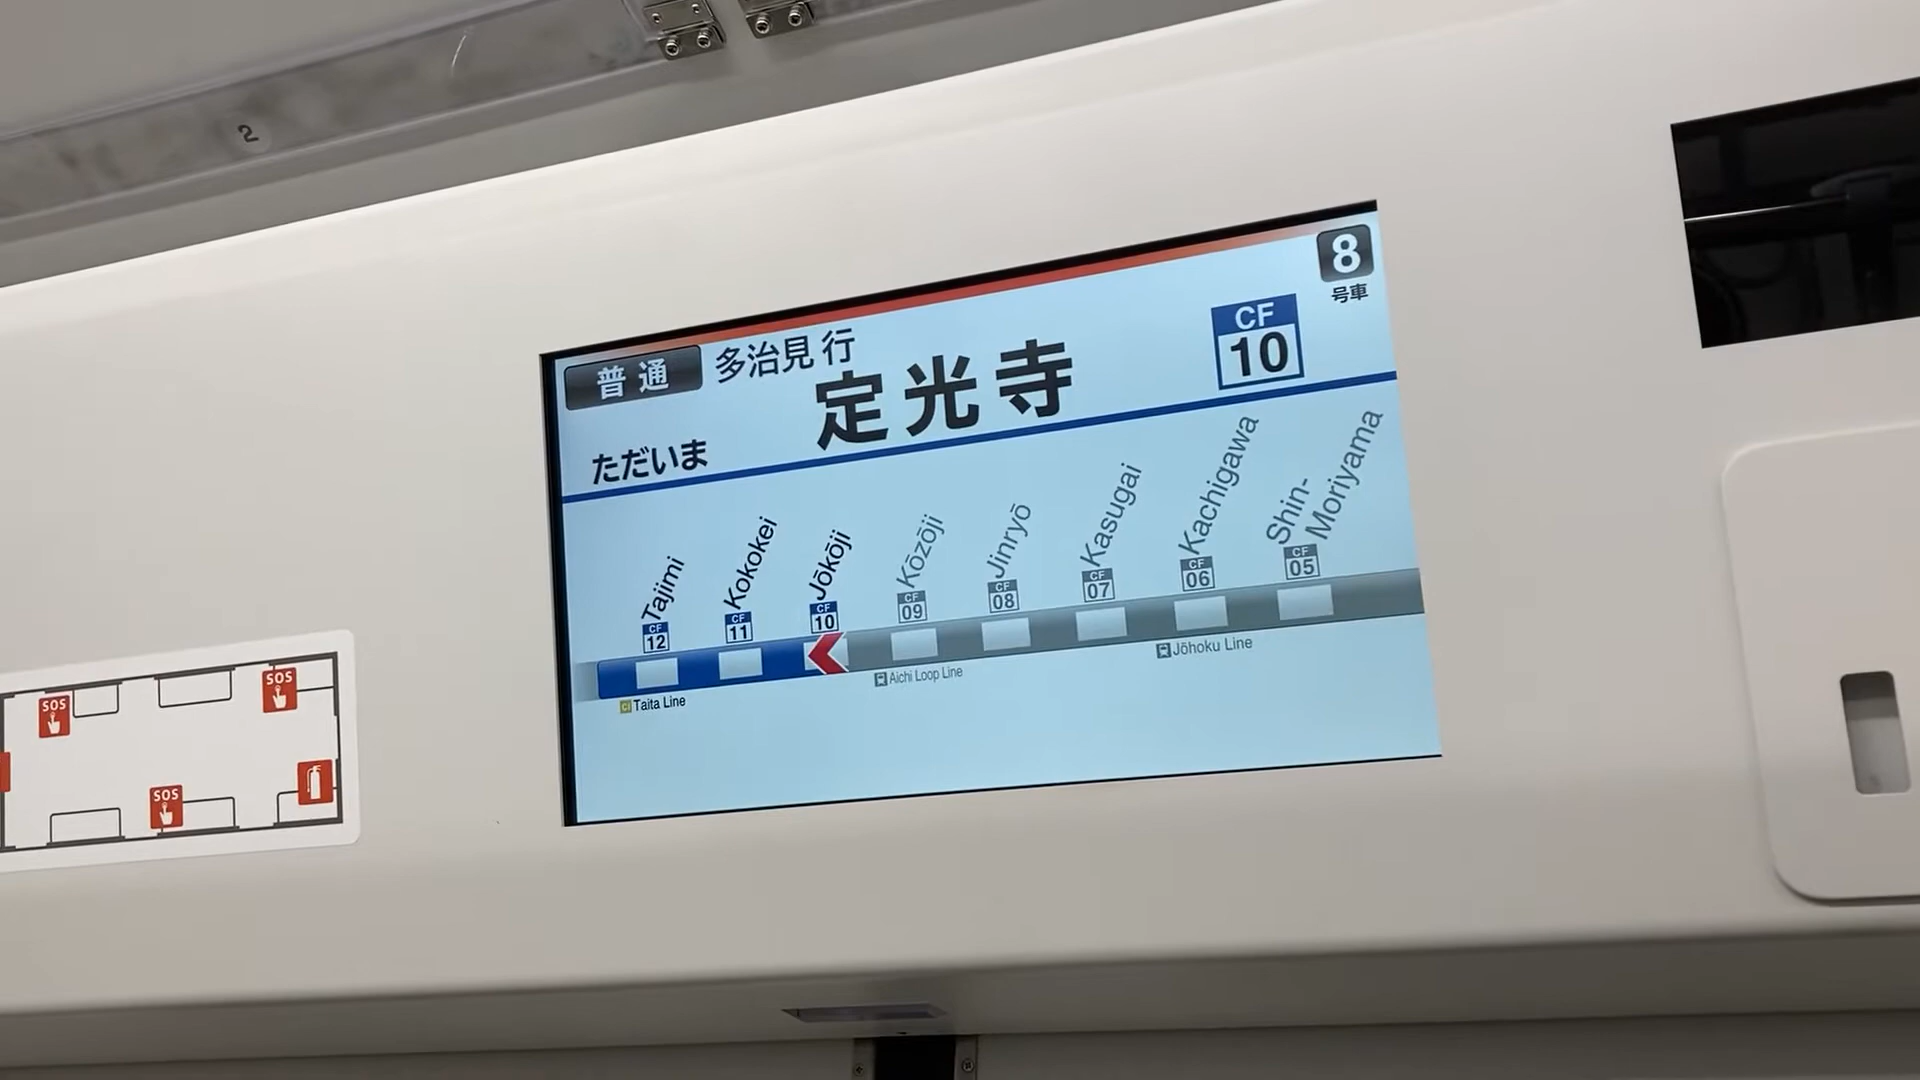 2
8
号車
普通
多治見 行
CF
10
定光寺
ただいま
Tajimi
Kokokei
Jōkōji
Kōzōji
Jinryō
Kasugai
Kachigawa
Shin-
Moriyama
CF
12
CF
11
CF
10
CF
09
CF
08
CF
07
CF
06
CF
05
CI Taita Line
Aichi Loop Line
Jōhoku Line
SOS
SOS
SOS